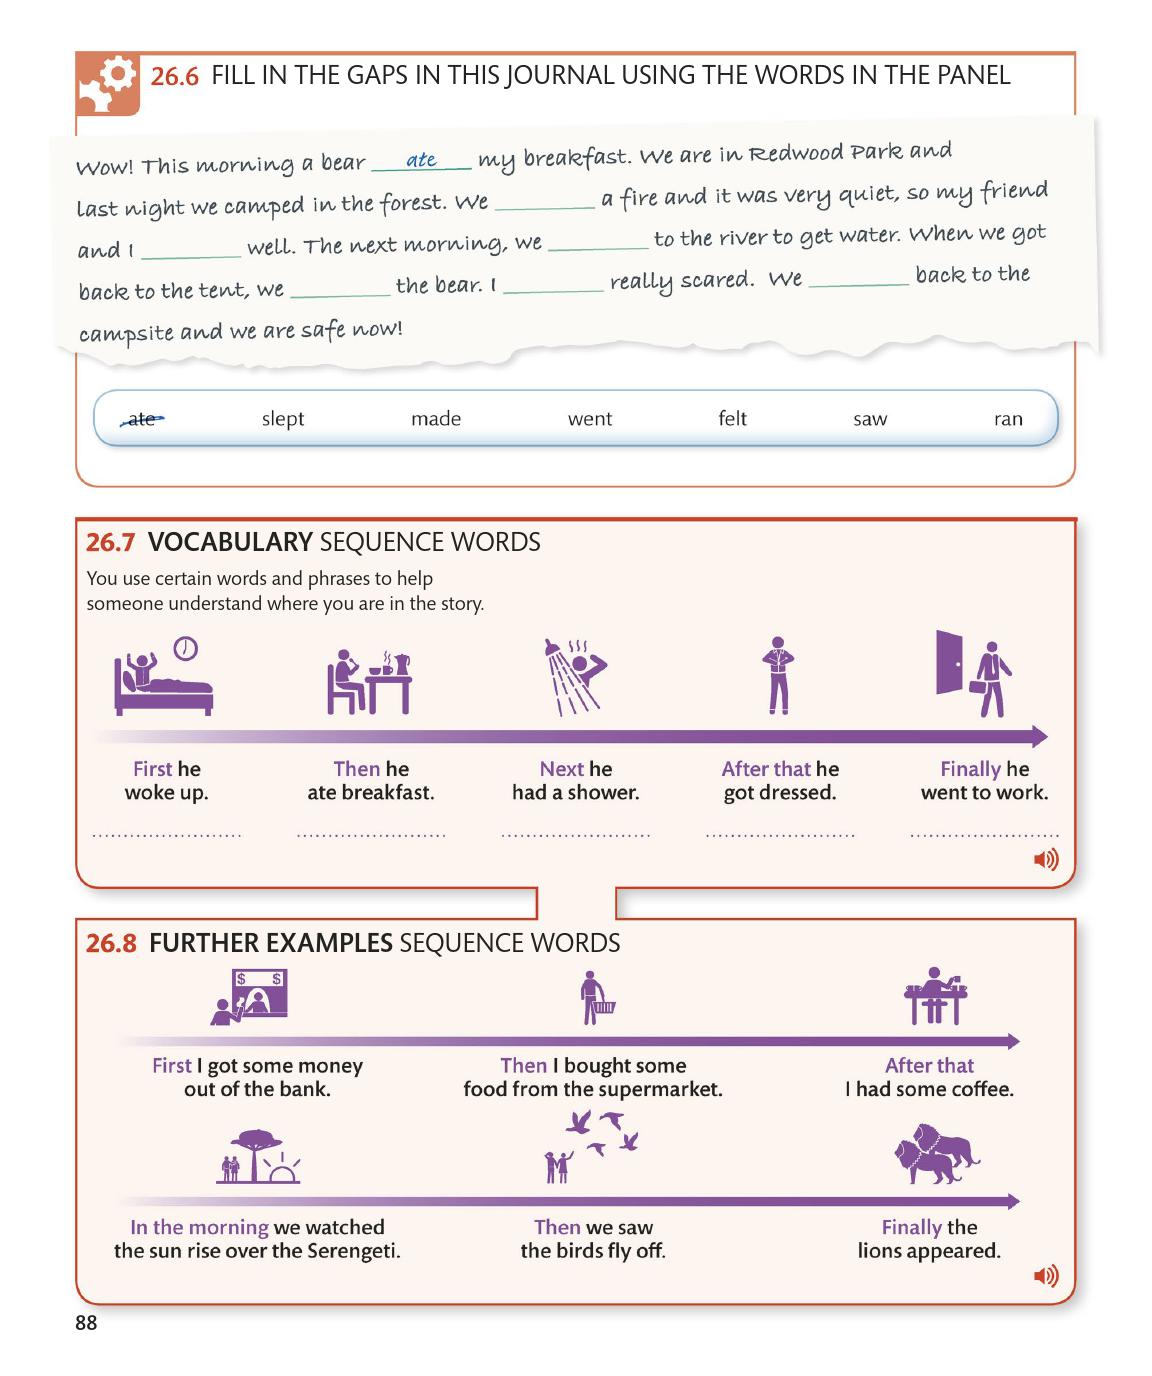 26.6 FILL IN THE GAPS IN THIS JOURNAL USING THE WORDS IN THE PANEL
Wow! This morning a bear ate my breakfast. We are in Redwood Park and
last night we camped in the forest. We __________ a fire and it was very quiet, so my friend
and I __________ well. The next morning, we __________ to the river to get water. When we got
back to the tent, we __________ the bear. I __________ really scared. We __________ back to the
campsite and we are safe now!
ate slept made went felt saw ran
26.7 VOCABULARY SEQUENCE WORDS
You use certain words and phrases to help
someone understand where you are in the story.
First he
woke up.
Then he
ate breakfast.
Next he
had a shower.
After that he
got dressed.
Finally he
went to work.
26.8 FURTHER EXAMPLES SEQUENCE WORDS
$ $
First I got some money
out of the bank.
Then I bought some
food from the supermarket.
After that
I had some coffee.
In the morning we watched
the sun rise over the Serengeti.
Then we saw
the birds fly off.
Finally the
lions appeared.
88